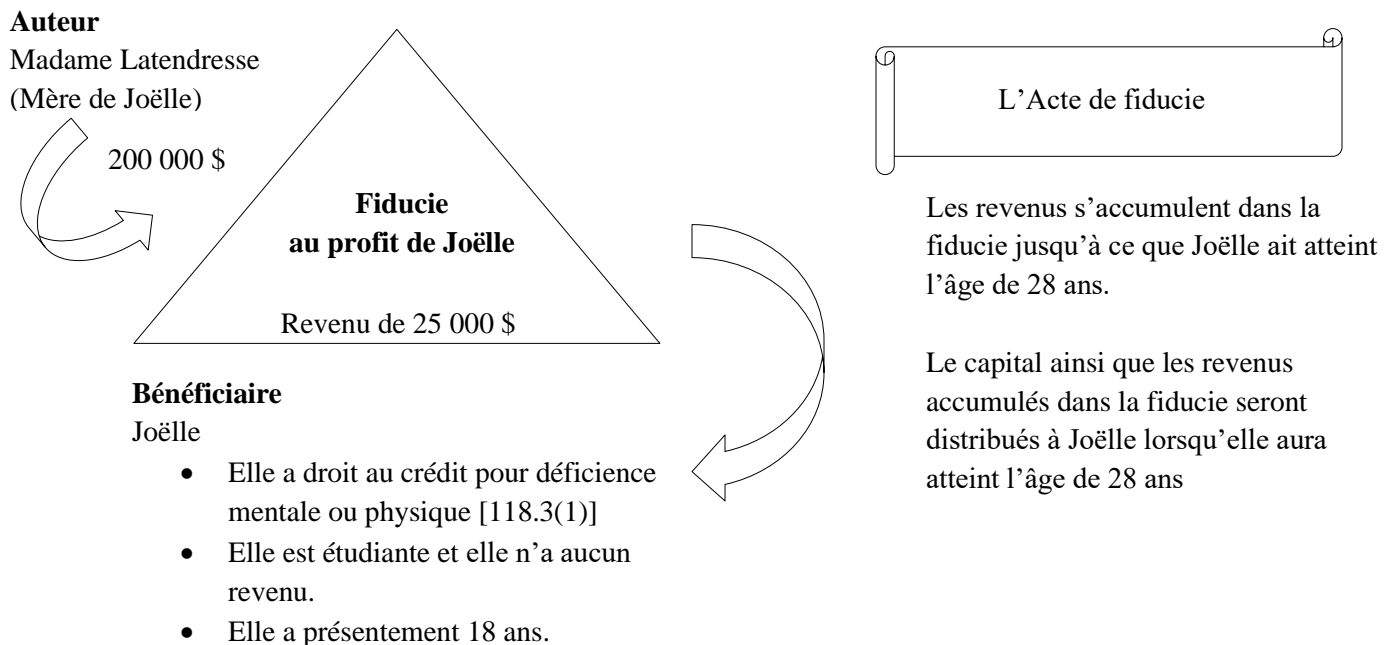 Auteur
Madame Latendresse
(Mère de Joëlle)
200 000 $
Fiducie
au profit de Joëlle
Revenu de 25 000 $
Bénéficiaire
Joëlle
• Elle a droit au crédit pour déficience
mentale ou physique [118.3(1)]
• Elle est étudiante et elle n’a aucun
revenu.
• Elle a présentement 18 ans.
L’Acte de fiducie
Les revenus s’accumulent dans la
fiducie jusqu’à ce que Joëlle ait atteint
l’âge de 28 ans.
Le capital ainsi que les revenus
accumulés dans la fiducie seront
distribués à Joëlle lorsqu’elle aura
atteint l’âge de 28 ans